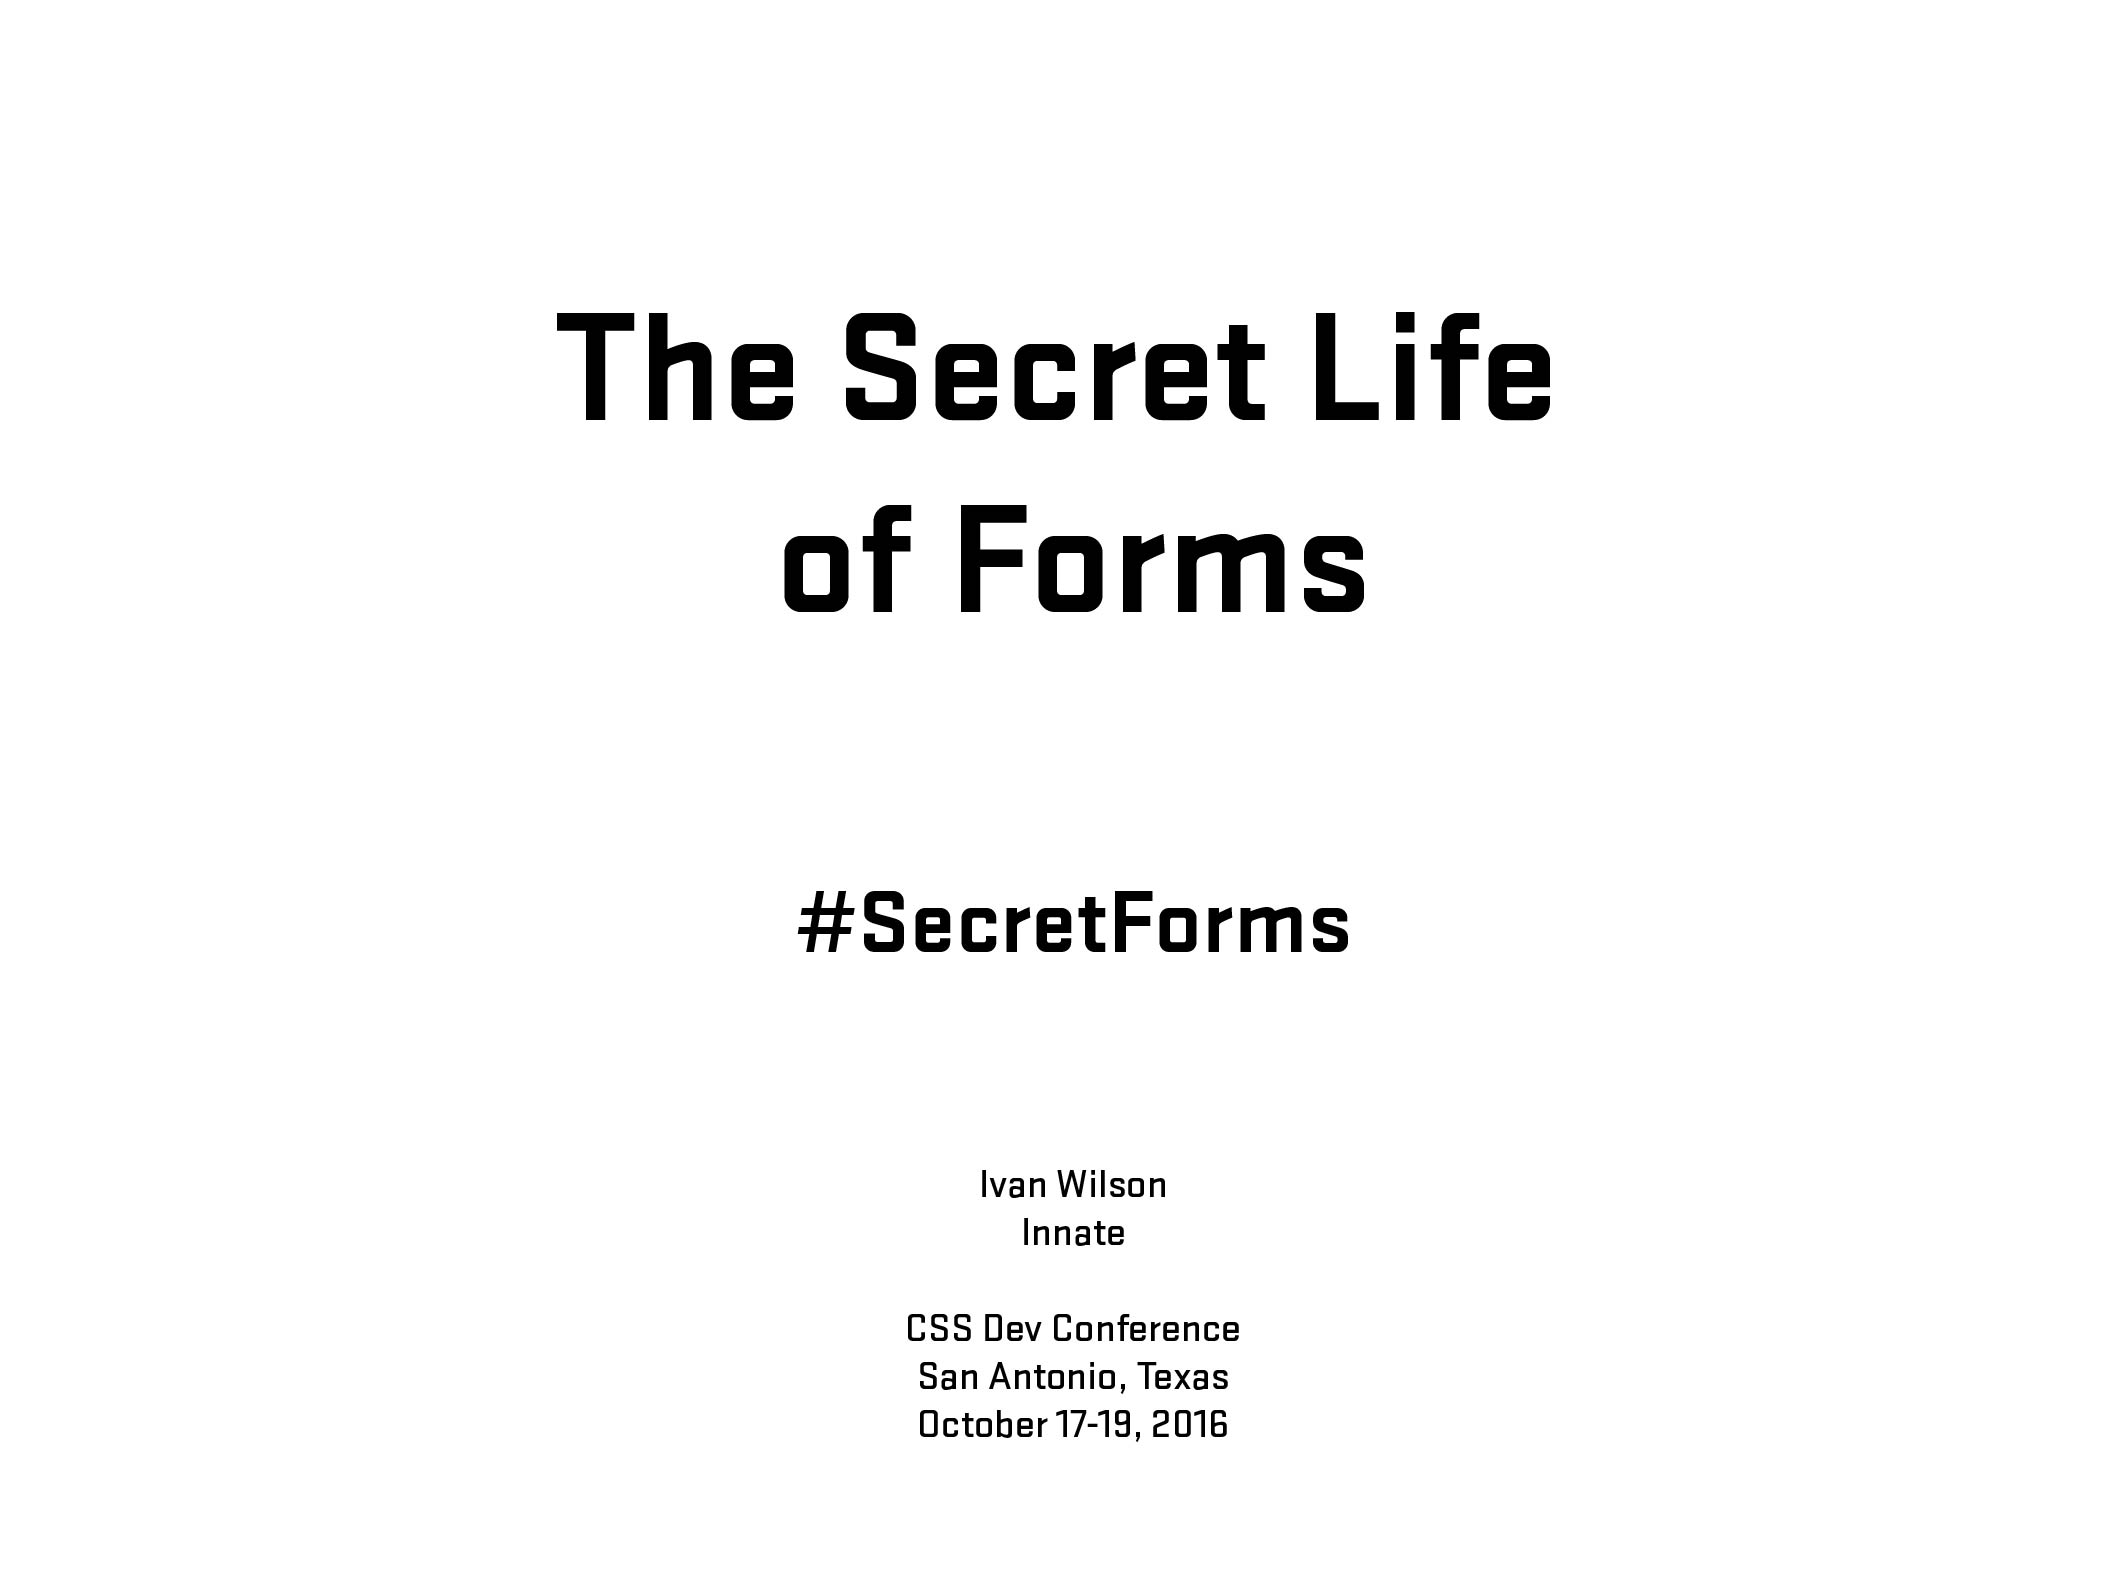 The Secret Life
of Forms
#SecretForms
Ivan Wilson
Innate
CSS Dev Conference
San Antonio, Texas
October 17-19, 2016